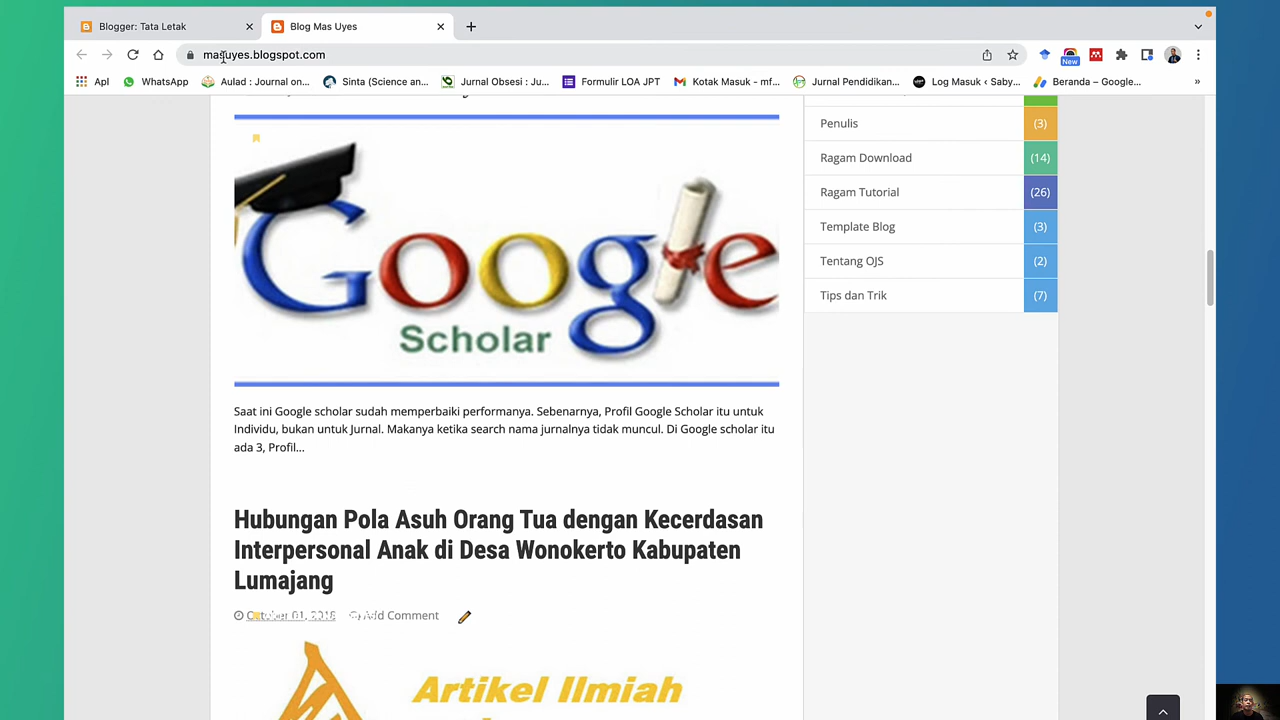 Blogger: Tata Letak
Blog Mas Uyes
masuyes.blogspot.com
New
Apl
WhatsApp
Aulad : Journal on...
Sinta (Science an...
Jurnal Obsesi : Ju...
Formulir LOA JPT
Kotak Masuk - mf...
Jurnal Pendidikan...
Log Masuk ‹ Saby...
Beranda – Google...
»
Google
Scholar
Saat ini Google scholar sudah memperbaiki performanya. Sebenarnya, Profil Google Scholar itu untuk
Individu, bukan untuk Jurnal. Makanya ketika search nama jurnalnya tidak muncul. Di Google scholar itu
ada 3, Profil...
Hubungan Pola Asuh Orang Tua dengan Kecerdasan
Interpersonal Anak di Desa Wonokerto Kabupaten
Lumajang
October 01, 2018
Add Comment
Artikel Ilmiah
Penulis (3)
Ragam Download (14)
Ragam Tutorial (26)
Template Blog (3)
Tentang OJS (2)
Tips dan Trik (7)